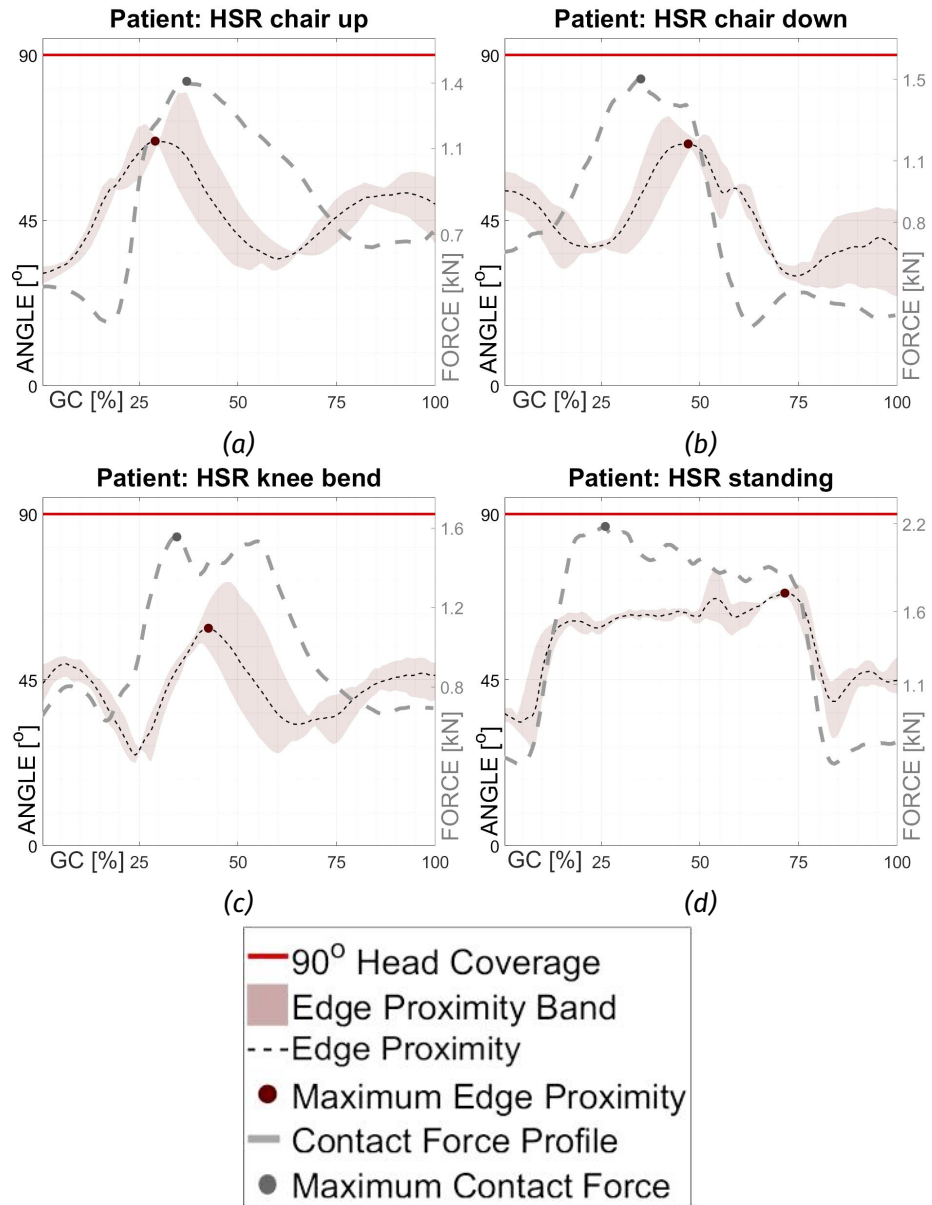 Patient: HSR chair up
90
45
0
ANGLE [°]
1.4
1.1
0.7
FORCE [kN]
GC [%] 25 50 75 100
(a)
Patient: HSR chair down
90
45
0
ANGLE [°]
1.5
1.1
0.8
FORCE [kN]
GC [%] 25 50 75 100
(b)
Patient: HSR knee bend
90
45
0
ANGLE [°]
1.6
1.2
0.8
FORCE [kN]
GC [%] 25 50 75 100
(c)
Patient: HSR standing
90
45
0
ANGLE [°]
2.2
1.6
1.1
FORCE [kN]
GC [%] 25 50 75 100
(d)
90° Head Coverage
Edge Proximity Band
Edge Proximity
Maximum Edge Proximity
Contact Force Profile
Maximum Contact Force